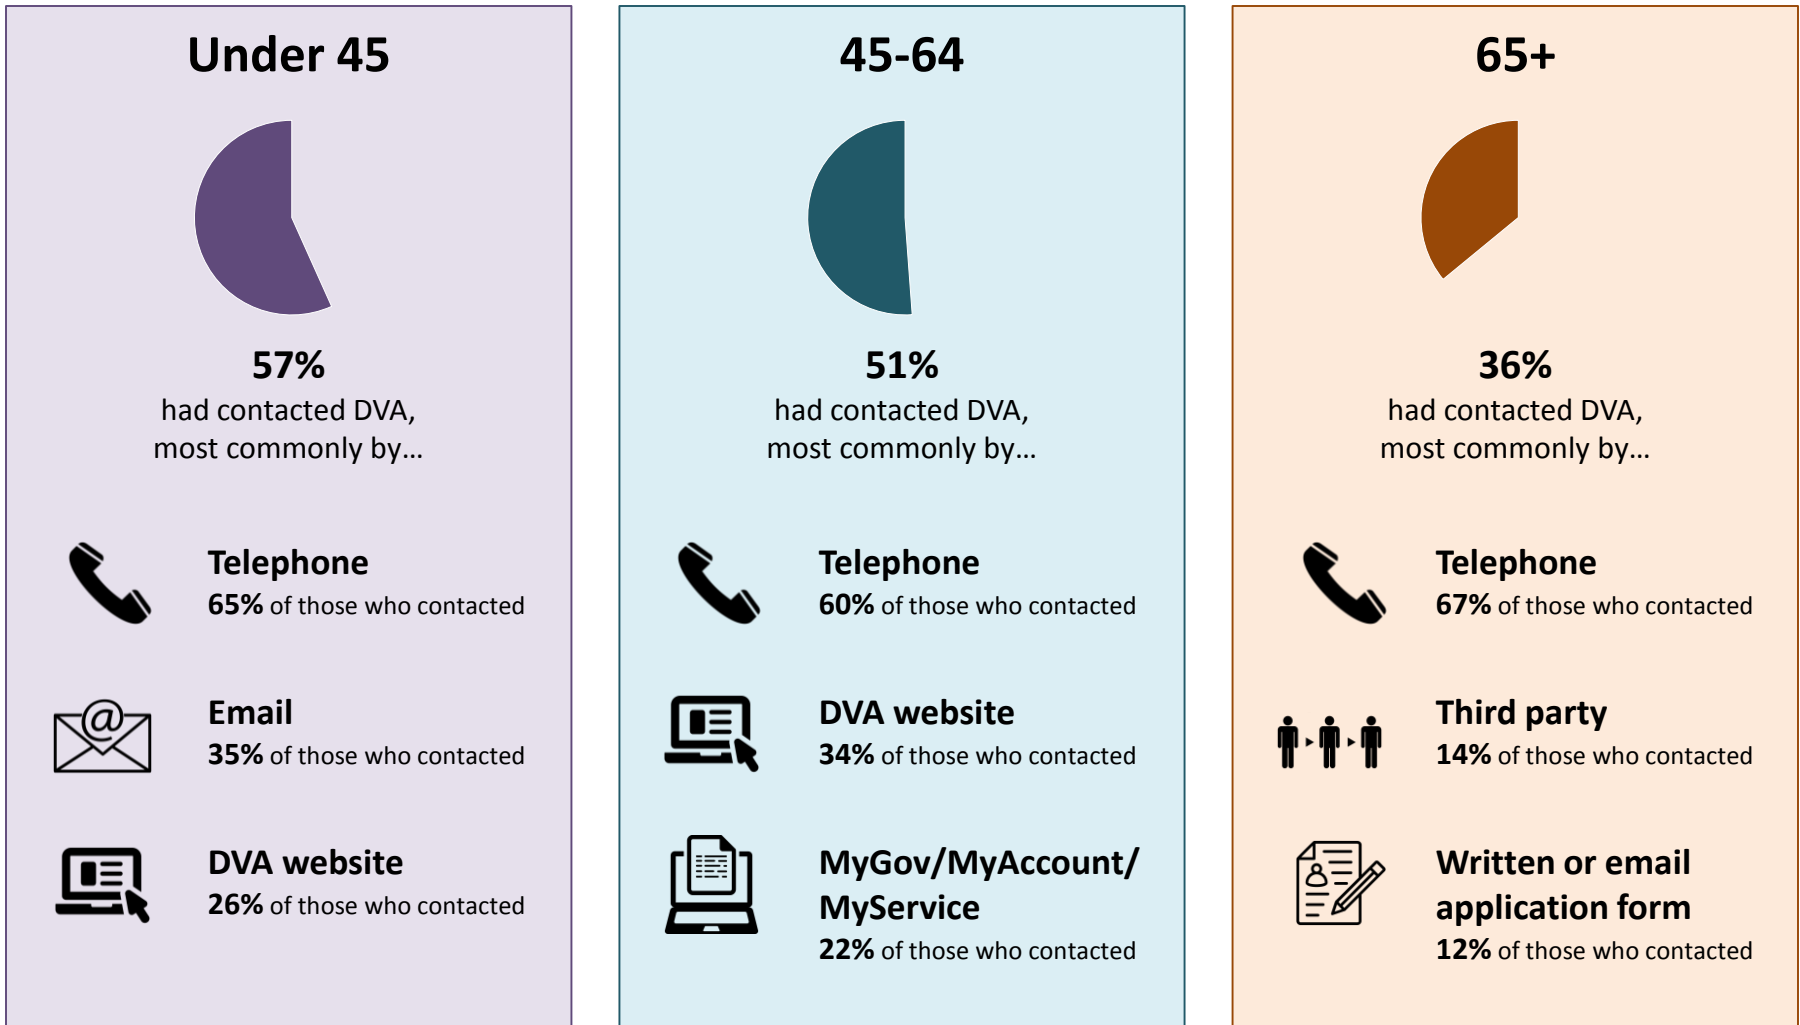 Under 45
57%
had contacted DVA,
most commonly by…
Telephone
65% of those who contacted
Email
35% of those who contacted
DVA website
26% of those who contacted
45-64
51%
had contacted DVA,
most commonly by…
Telephone
60% of those who contacted
DVA website
34% of those who contacted
MyGov/MyAccount/
MyService
22% of those who contacted
65+
36%
had contacted DVA,
most commonly by…
Telephone
67% of those who contacted
Third party
14% of those who contacted
Written or email
application form
12% of those who contacted